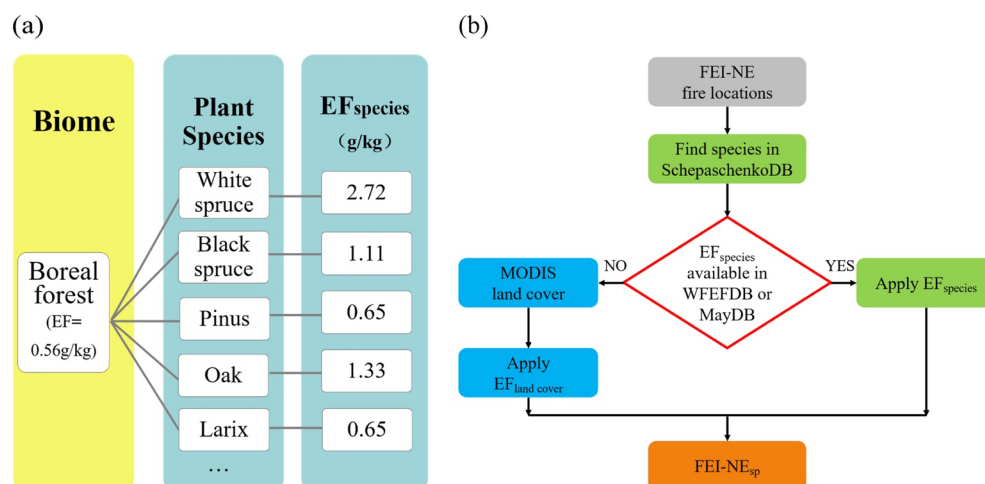 (a)
Biome
Boreal
forest
(EF=
0.56g/kg)
Plant
Species
White
spruce
Black
spruce
Pinus
Oak
Larix
…
EFspecies
(g/kg)
2.72
1.11
0.65
1.33
0.65
(b)
FEI-NE
fire locations
Find species in
SchepaschenkoDB
EFspecies
available in
WFEFDB or
MayDB
NO
YES
MODIS
land cover
Apply
EFland cover
Apply EFspecies
FEI-NEsp